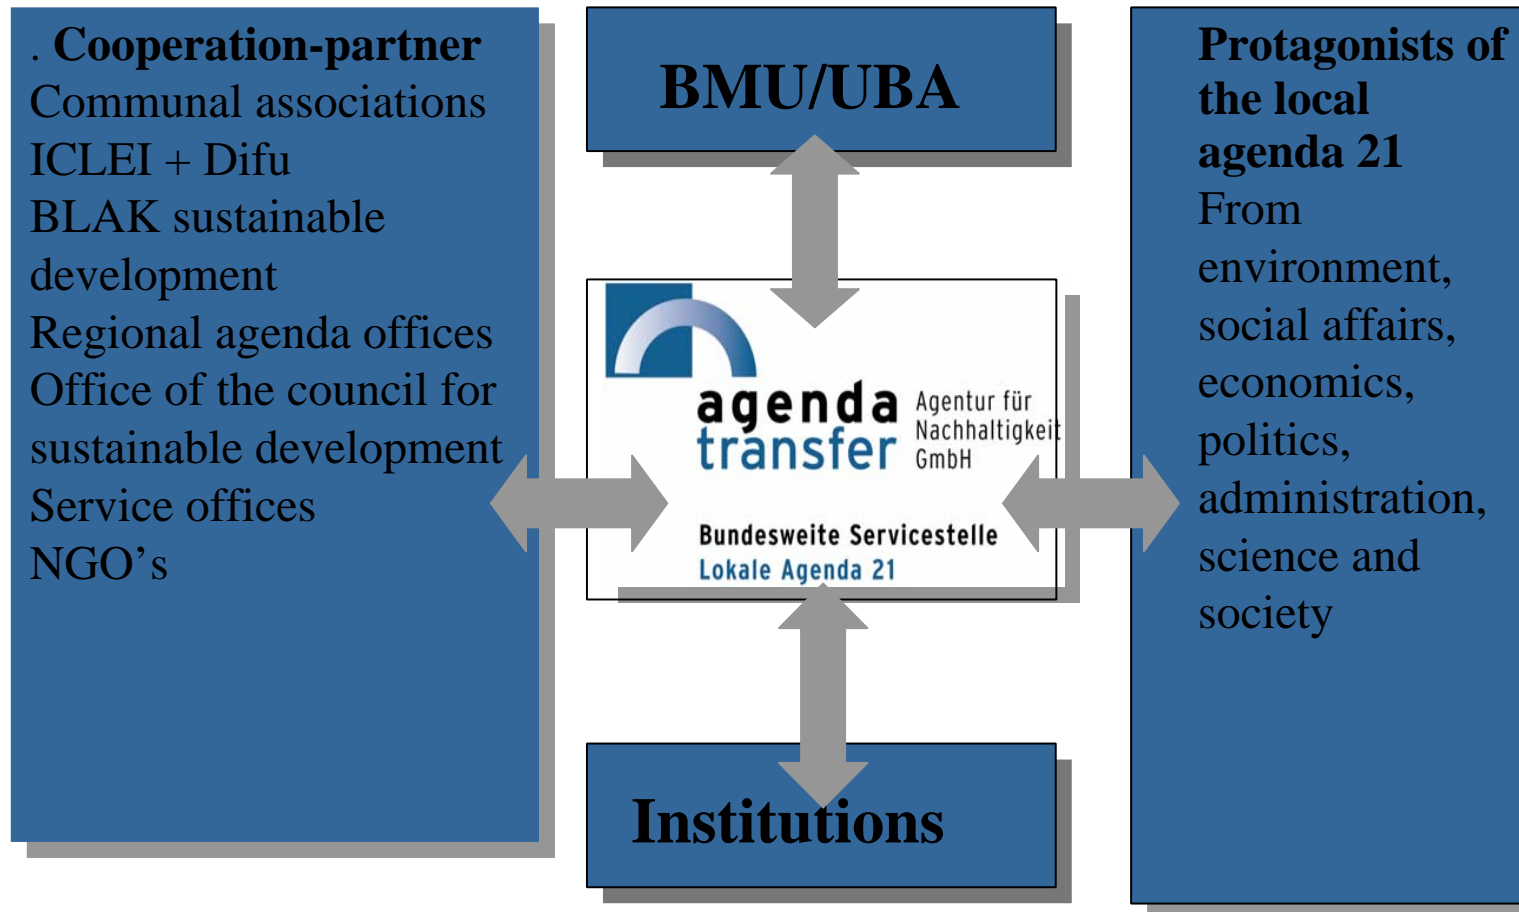 . Cooperation-partner
Communal associations
ICLEI + Difu
BLAK sustainable
development
Regional agenda offices
Office of the council for
sustainable development
Service offices
NGO’s
BMU/UBA
agenda
transfer
Agentur für
Nachhaltigkeit
GmbH
Bundesweite Servicestelle
Lokale Agenda 21
Institutions
Protagonists of
the local
agenda 21
From
environment,
social affairs,
economics,
politics,
administration,
science and
society